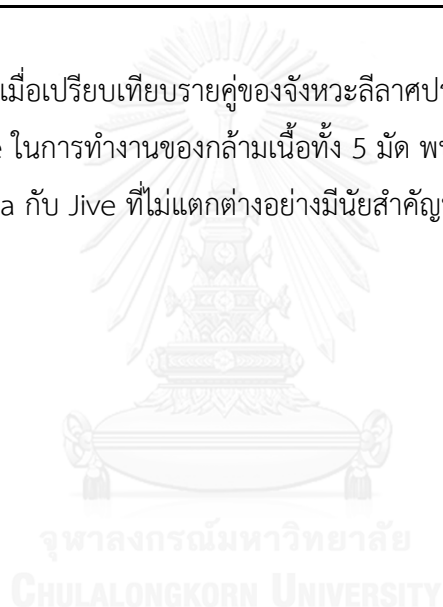 เมื่อเปรียบเทียบรายคู่ของจังหวะลีลาศปร
ในการทำงานของกล้ามเนื้อทั้ง 5 มัด พ
a กับ Jive ที่ไม่แตกต่างอย่างมีนัยสำคัญ
จุฬาลงกรณ์มหาวิทยาลัย
CHULALONGKORN UNIVERSITY